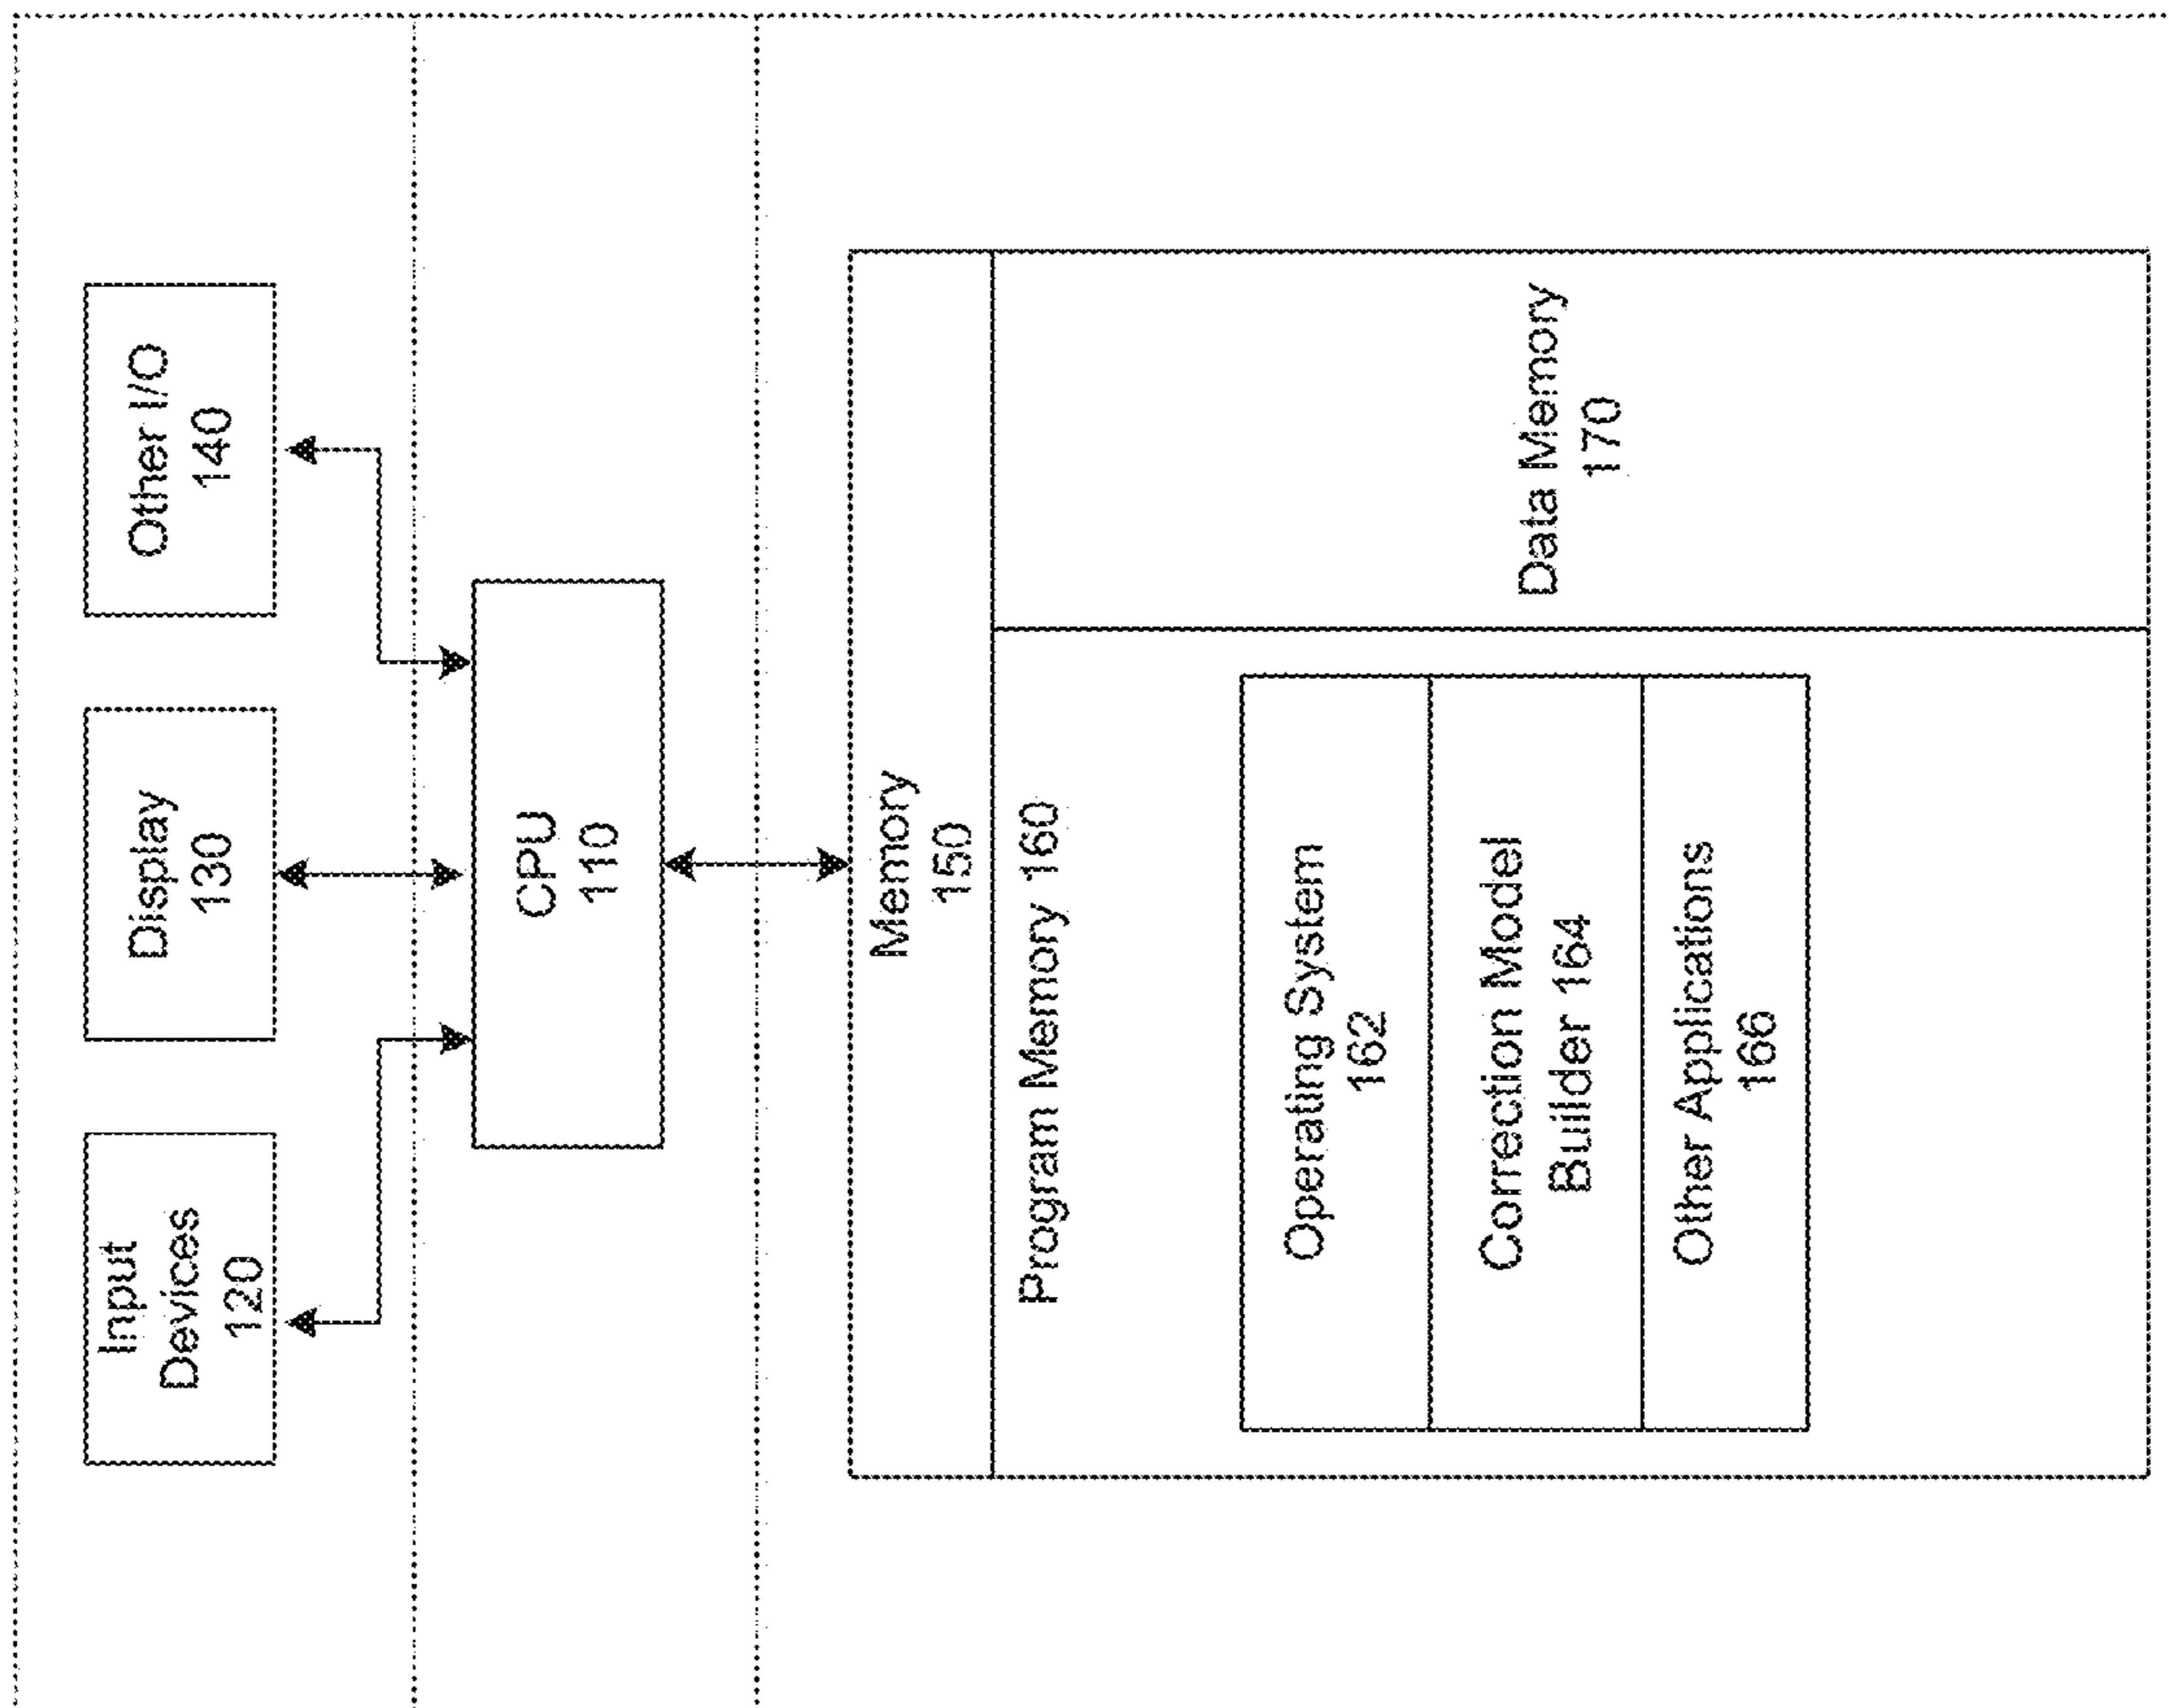 Input
Devices
120
Display
130
Other I/O
140
CPU
110
Memory
150
Program Memory 160
Operating System
162
Correction Model
Builder 164
Other Applications
166
Data Memory
170